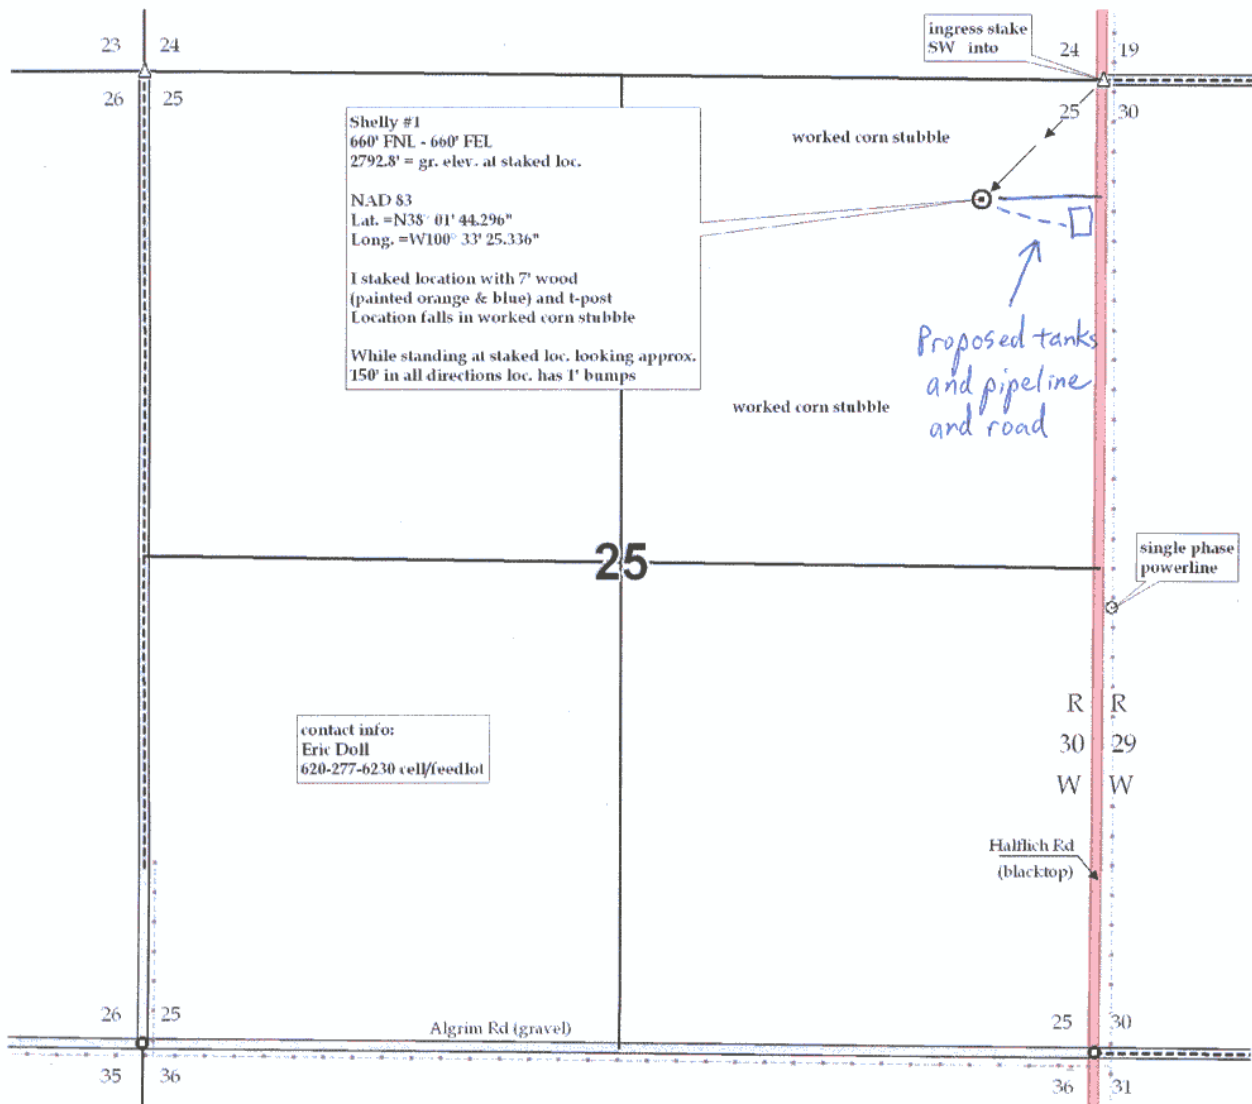 ingress stake
SW into
23 24
24 19
26 25
25 30
Shelly #1
660' FNL - 660' FEL
2792.8' = gr. elev. at staked loc.
NAD 83
Lat. =N38° 01' 44.296"
Long. =W100° 33' 25.336"
I staked location with 7' wood
(painted orange & blue) and t-post
Location falls in worked corn stubble
While standing at staked loc. looking approx.
150' in all directions loc. has 1' bumps
worked corn stubble
Proposed tanks
and pipeline
and road
worked corn stubble
25
single phase
powerline
R R
30 29
W W
contact info:
Eric Doll
620-277-6230 cell/feedlot
Halflich Rd
(blacktop)
26 25
Algrim Rd (gravel)
25 30
35 36
36 31